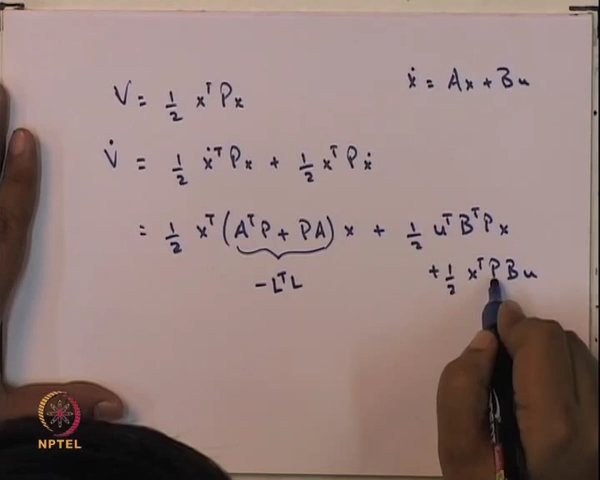 V = 1/2 xᵀPx        ẋ = Ax + Bu
V̇ = 1/2 ẋᵀPx + 1/2 xᵀPẋ
= 1/2 xᵀ(AᵀP + PA)x + 1/2 uᵀBᵀPx
+ 1/2 xᵀPBu
-LᵀL
NPTEL